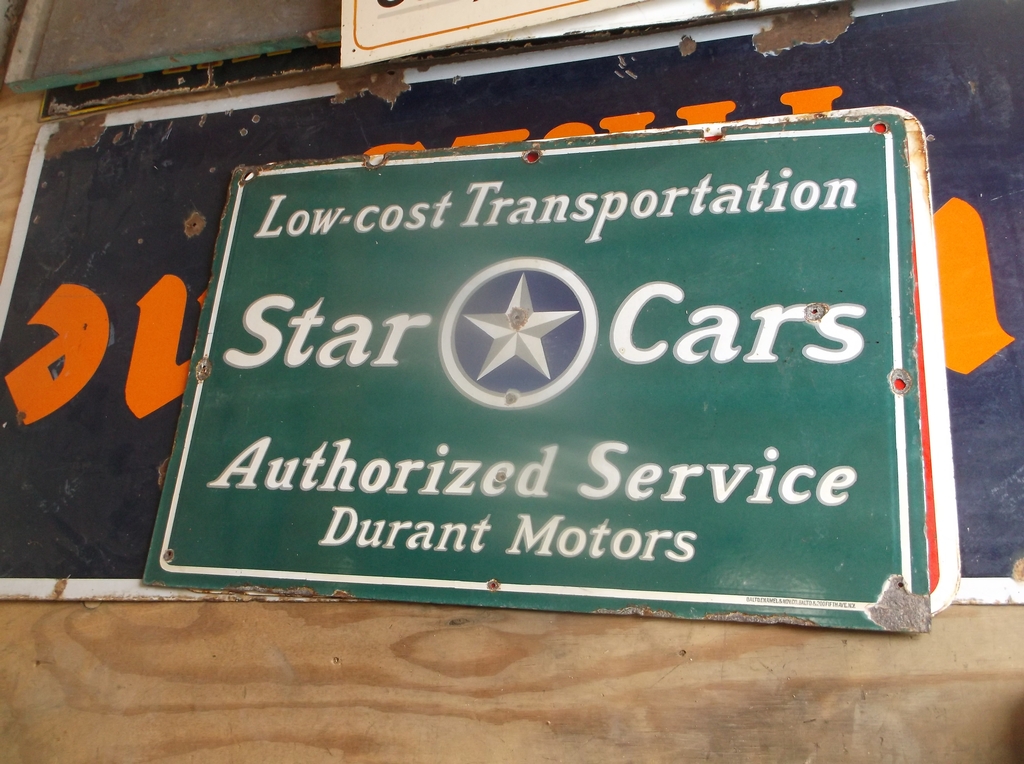 Low-cost Transportation
Star Cars
Authorized Service
Durant Motors